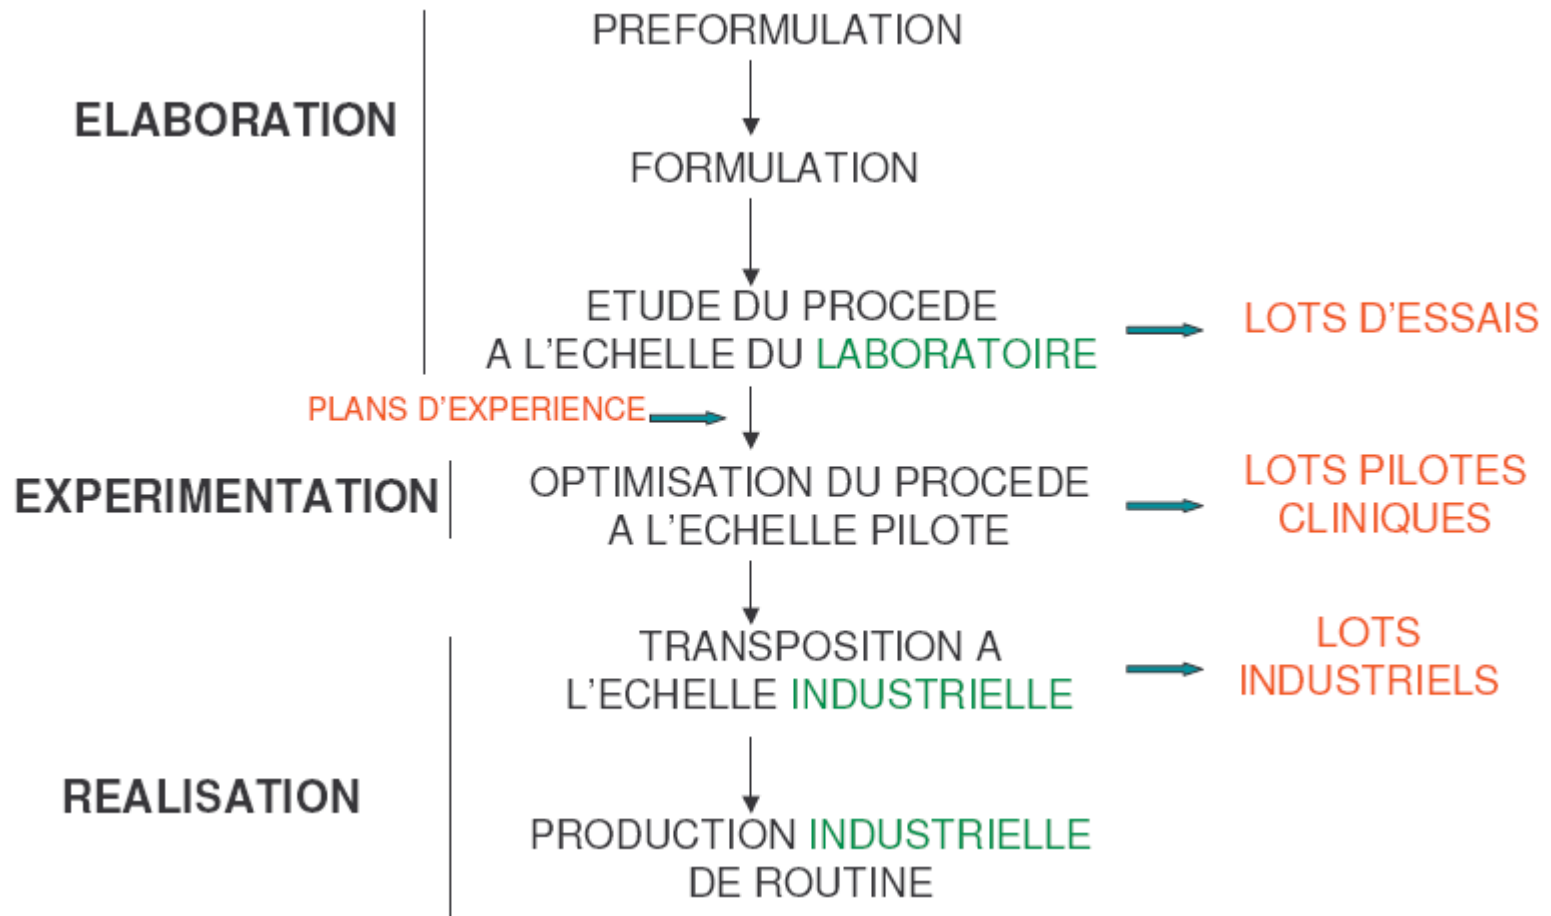 PREFORMULATION
ELABORATION
FORMULATION
ETUDE DU PROCEDE
A L'ECHELLE DU LABORATOIRE
LOTS D'ESSAIS
PLANS D'EXPERIENCE
EXPERIMENTATION
OPTIMISATION DU PROCEDE
A L'ECHELLE PILOTE
LOTS PILOTES
CLINIQUES
TRANSPOSITION A
L'ECHELLE INDUSTRIELLE
LOTS
INDUSTRIELS
REALISATION
PRODUCTION INDUSTRIELLE
DE ROUTINE